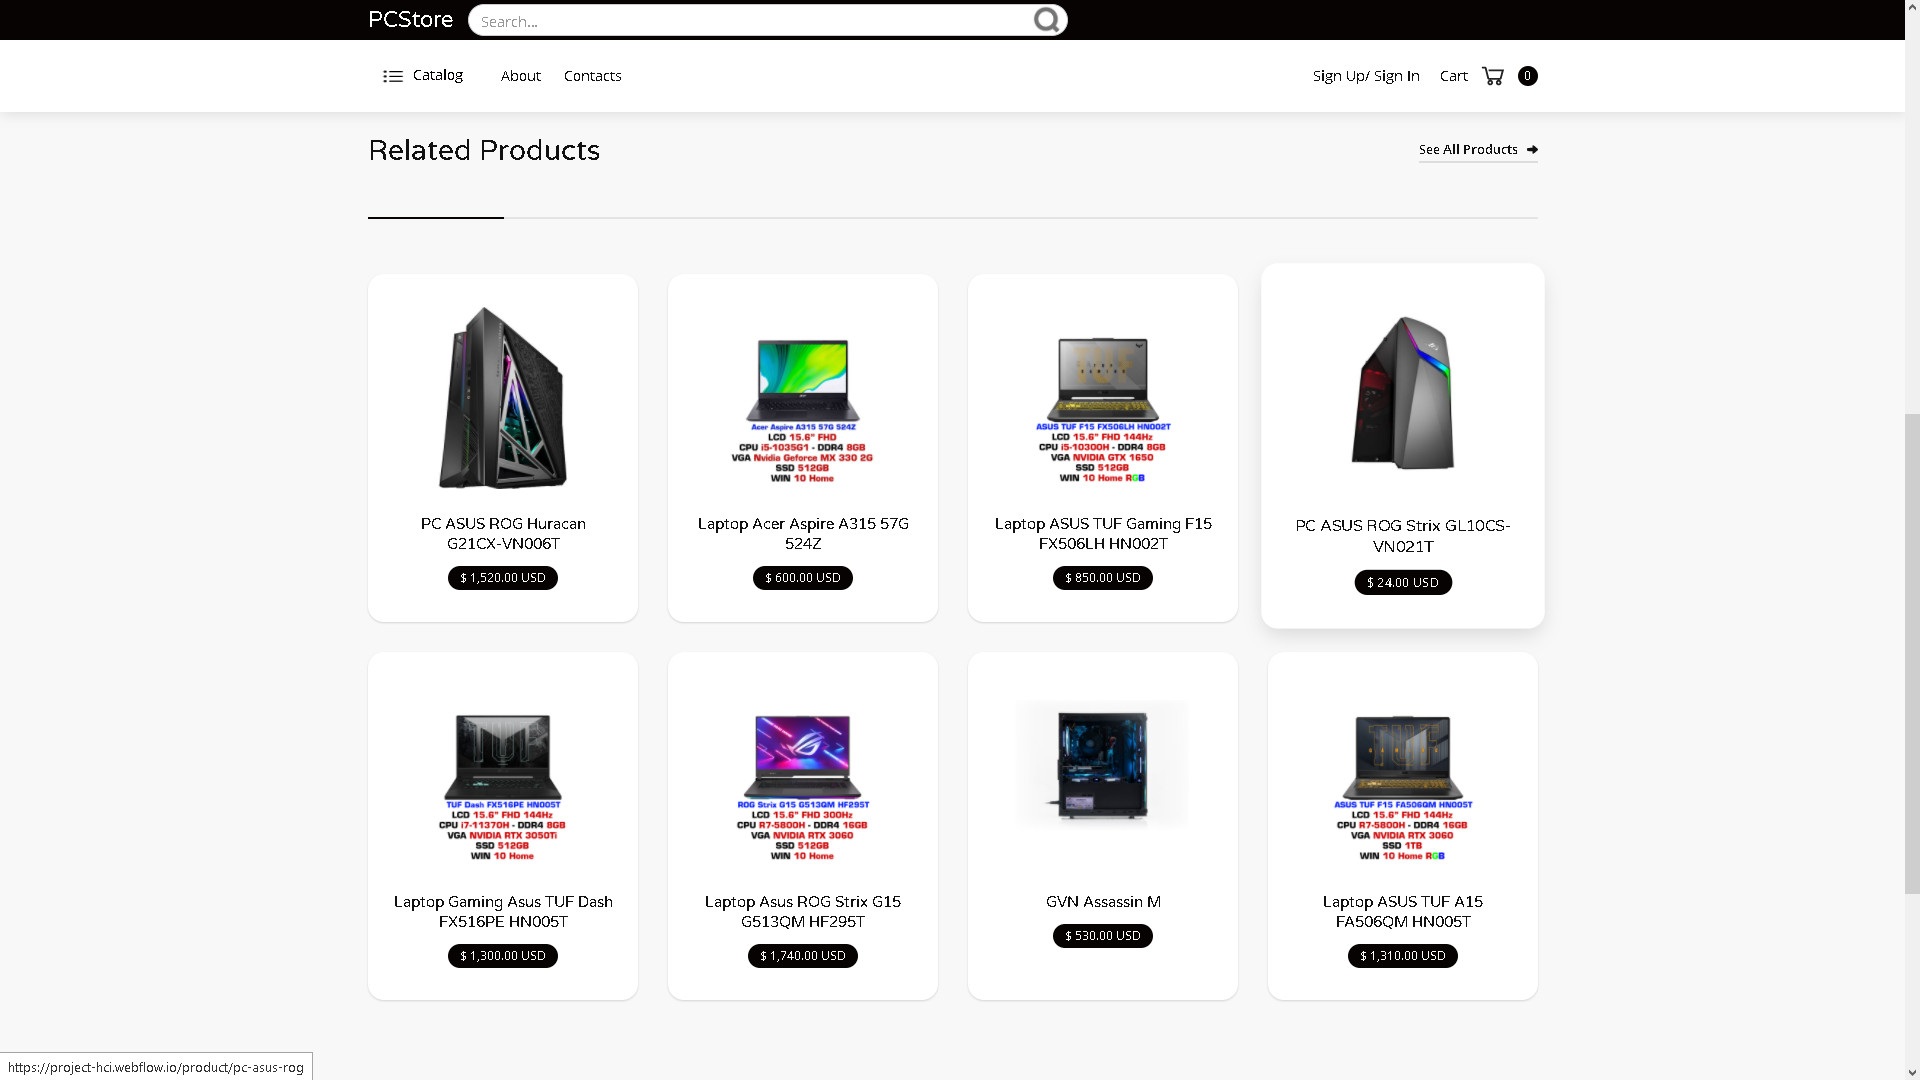 PCStore
Search...
Catalog
About
Contacts
Sign Up/ Sign In
Cart
0
Related Products
See All Products
Acer Aspire A315 57G 524Z
LCD 15.6" FHD
CPU i5-1035G1 - DDR4 8GB
VGA Nvidia Geforce MX 330 2G
SSD 512GB
WIN 10 Home
TUF
ASUS TUF F15 FX506LH HN002T
LCD 15.6" FHD 144Hz
CPU i5-10300H - DDR4 8GB
VGA NVIDIA GTX 1650
SSD 512GB
WIN 10 Home RGB
PC ASUS ROG Huracan
G21CX-VN006T
$ 1,520.00 USD
Laptop Acer Aspire A315 57G
524Z
$ 600.00 USD
Laptop ASUS TUF Gaming F15
FX506LH HN002T
$ 850.00 USD
PC ASUS ROG Strix GL10CS-
VN021T
$ 24.00 USD
TUF
TUF Dash FX516PE HN005T
LCD 15.6" FHD 144Hz
CPU i7-11370H - DDR4 8GB
VGA NVIDIA RTX 3050Ti
SSD 512GB
WIN 10 Home
ROG Strix G15 G513QM HF295T
LCD 15.6" FHD 300Hz
CPU R7-5800H - DDR4 16GB
VGA NVIDIA RTX 3060
SSD 512GB
WIN 10 Home
TUF
ASUS TUF F15 FA506QM HN005T
LCD 15.6" FHD 144Hz
CPU R7-5800H - DDR4 16GB
VGA NVIDIA RTX 3060
SSD 1TB
WIN 10 Home RGB
Laptop Gaming Asus TUF Dash
FX516PE HN005T
$ 1,300.00 USD
Laptop Asus ROG Strix G15
G513QM HF295T
$ 1,740.00 USD
GVN Assassin M
$ 530.00 USD
Laptop ASUS TUF A15
FA506QM HN005T
$ 1,310.00 USD
https://project-hci.webflow.io/product/pc-asus-rog